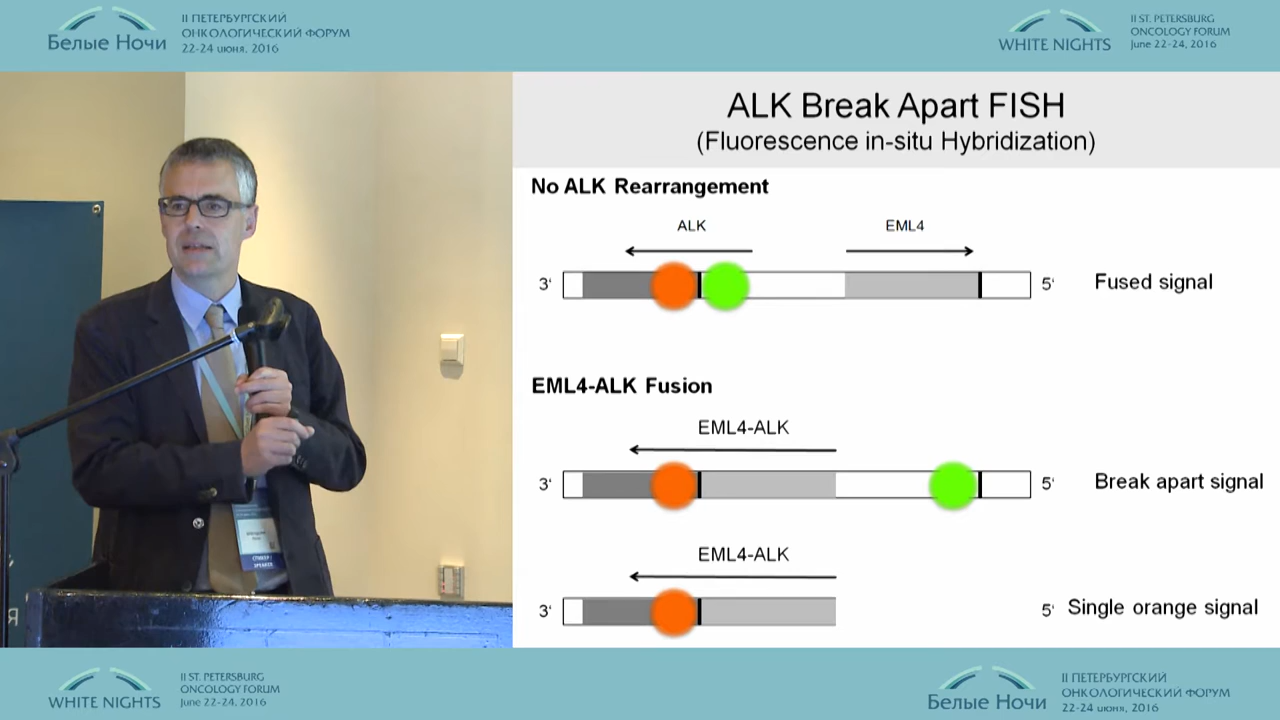 II ПЕТЕРБУРГСКИЙ
ОНКОЛОГИЧЕСКИЙ ФОРУМ
Белые Ночи
22-24 июня, 2016
II ST. PETERSBURG
ONCOLOGY FORUM
WHITE NIGHTS
June 22-24, 2016
ALK Break Apart FISH
(Fluorescence in-situ Hybridization)
No ALK Rearrangement
ALK
EML4
3‘
5‘
Fused signal
EML4-ALK Fusion
EML4-ALK
3‘
5‘
Break apart signal
EML4-ALK
3‘
5‘
Single orange signal
СПИКЕР /
SPEAKER
II ST. PETERSBURG
ONCOLOGY FORUM
WHITE NIGHTS
June 22-24, 2016
II ПЕТЕРБУРГСКИЙ
ОНКОЛОГИЧЕСКИЙ ФОРУМ
Белые Ночи
22-24 июня, 2016